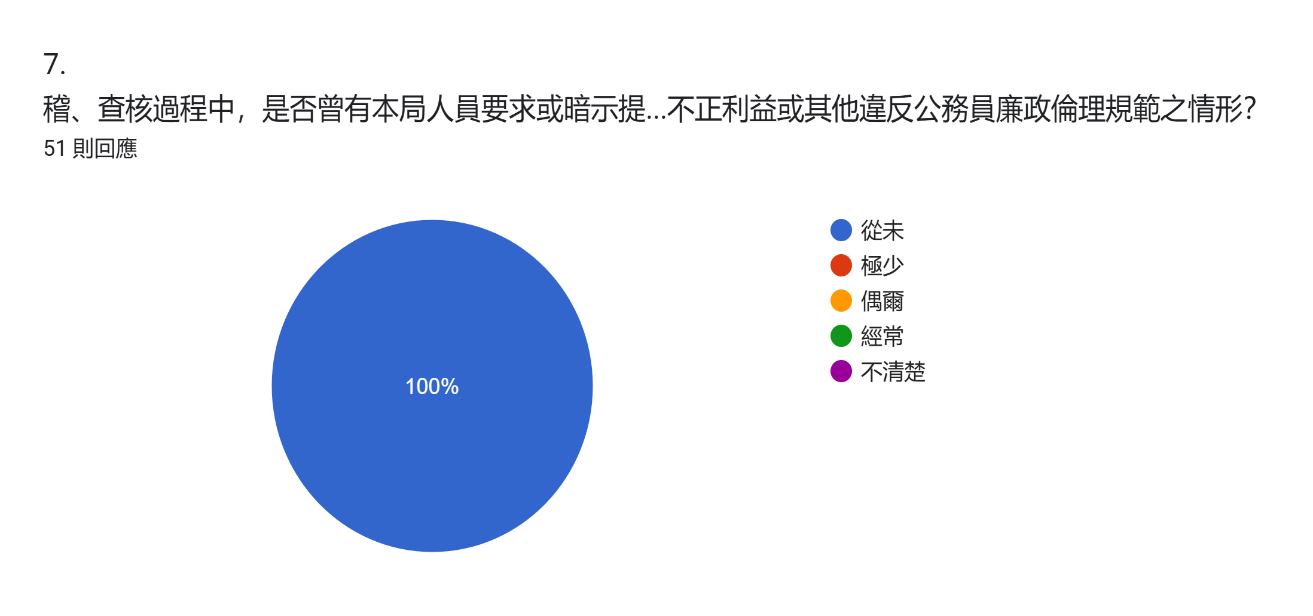 7.
稽、查核過程中，是否曾有本局人員要求或暗示提...不正利益或其他違反公務員廉政倫理規範之情形？
51 則回應
100%
從未
極少
偶爾
經常
不清楚